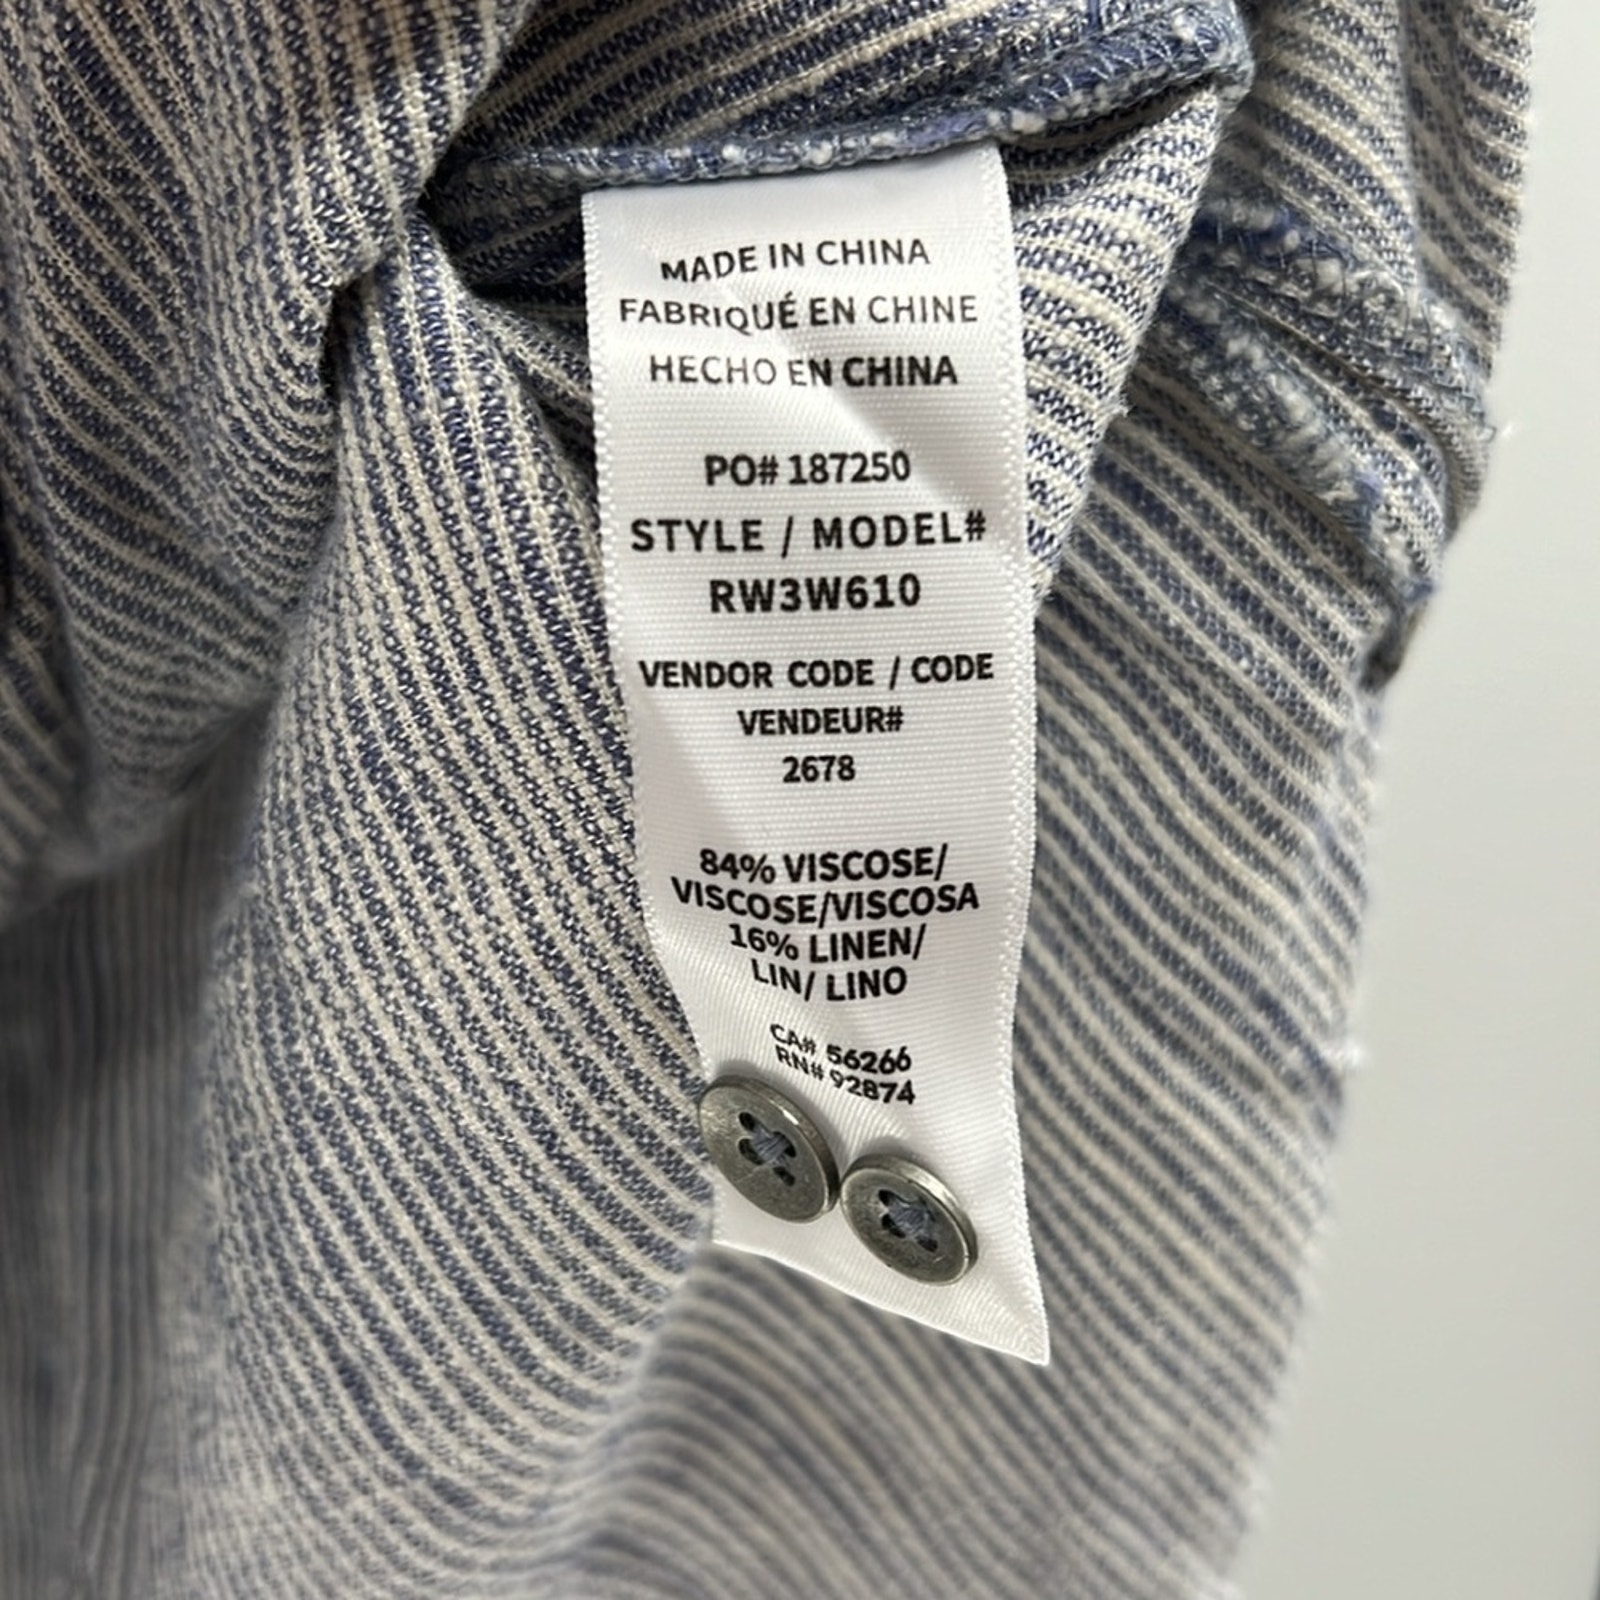 MADE IN CHINA
FABRIQUÉ EN CHINE
HECHO EN CHINA
PO# 187250
STYLE / MODEL#
RW3W610
VENDOR CODE / CODE
VENDEUR#
2678
84% VISCOSE/
VISCOSE/VISCOSA
16% LINEN/
LIN/ LINO
CA# 56266
RN# 92874